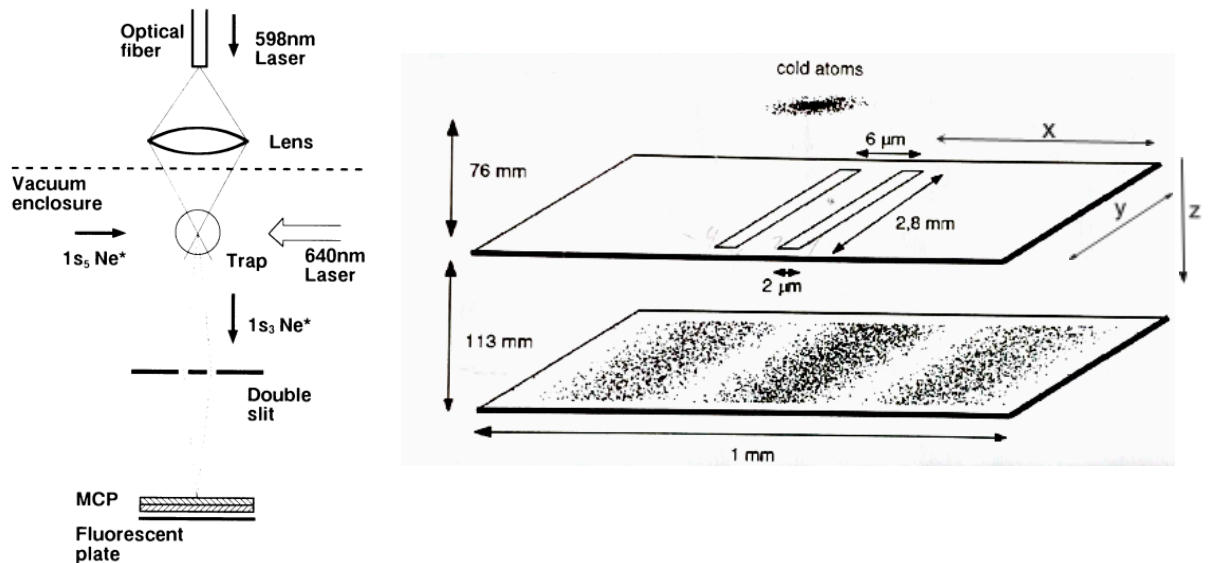 Optical
fiber
598nm
Laser
Lens
Vacuum
enclosure
1s₅ Ne*
Trap
640nm
Laser
1s₃ Ne*
Double
slit
MCP
Fluorescent
plate
cold atoms
6 μm
x
76 mm
y
z
2,8 mm
2 μm
113 mm
1 mm